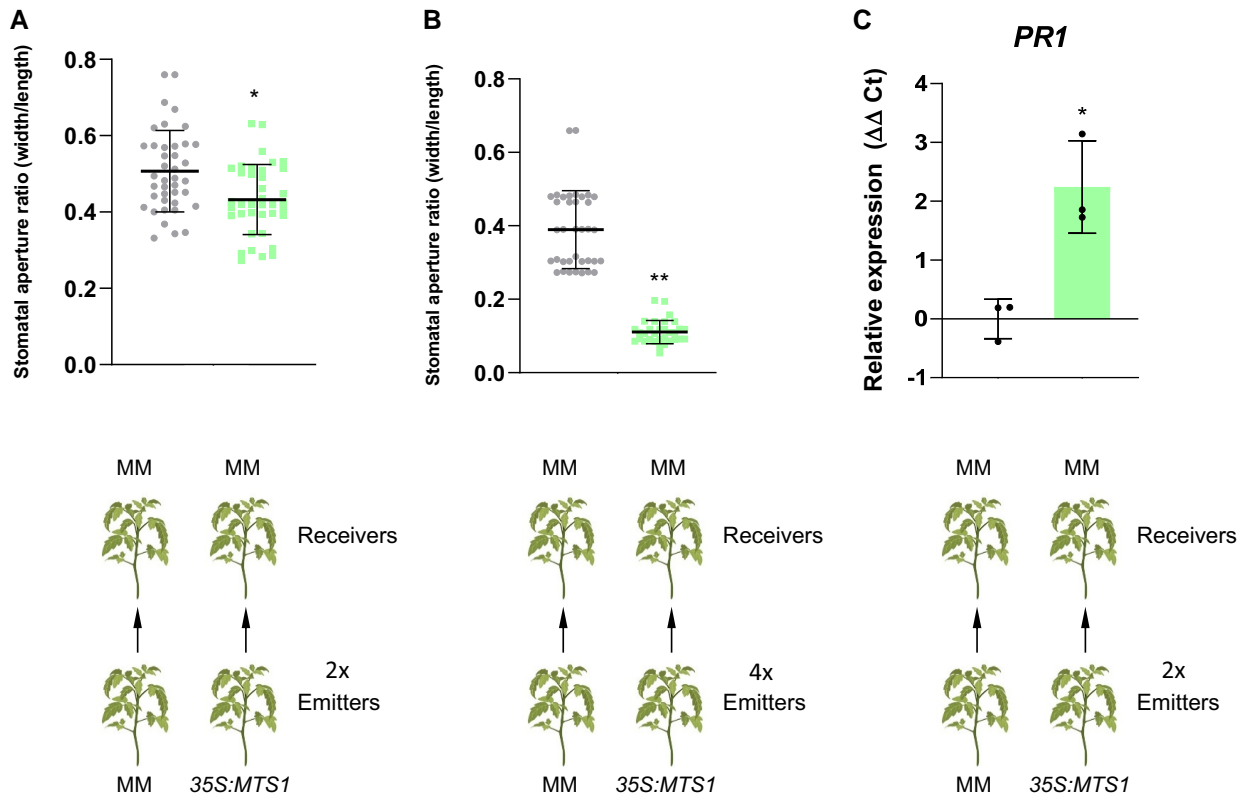 A
Stomatal aperture ratio (width/length)
0.8
0.6
0.4
0.2
0.0
*
MM
MM
Receivers
2x
Emitters
MM
35S:MTS1
B
Stomatal aperture ratio (width/length)
0.8
0.6
0.4
0.2
0.0
**
MM
MM
Receivers
4x
Emitters
MM
35S:MTS1
C
PR1
Relative expression (ΔΔ Ct)
4
3
2
1
0
-1
*
MM
MM
Receivers
2x
Emitters
MM
35S:MTS1